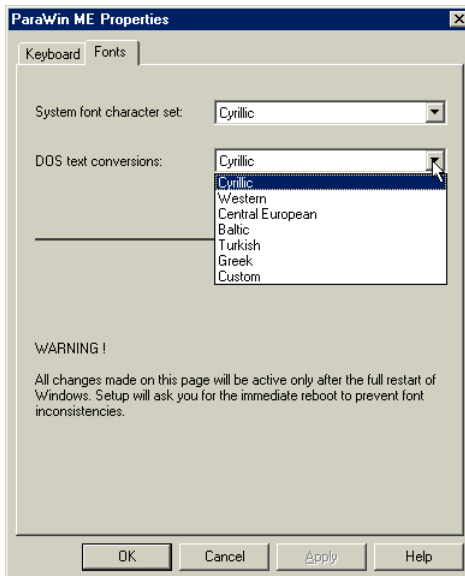 ParaWin ME Properties
Keyboard Fonts
System font character set: Cyrillic
DOS text conversions: Cyrillic
Cyrillic
Western
Central European
Baltic
Turkish
Greek
Custom
WARNING !
All changes made on this page will be active only after the full restart of
Windows. Setup will ask you for the immediate reboot to prevent font
inconsistencies.
OK Cancel Apply Help